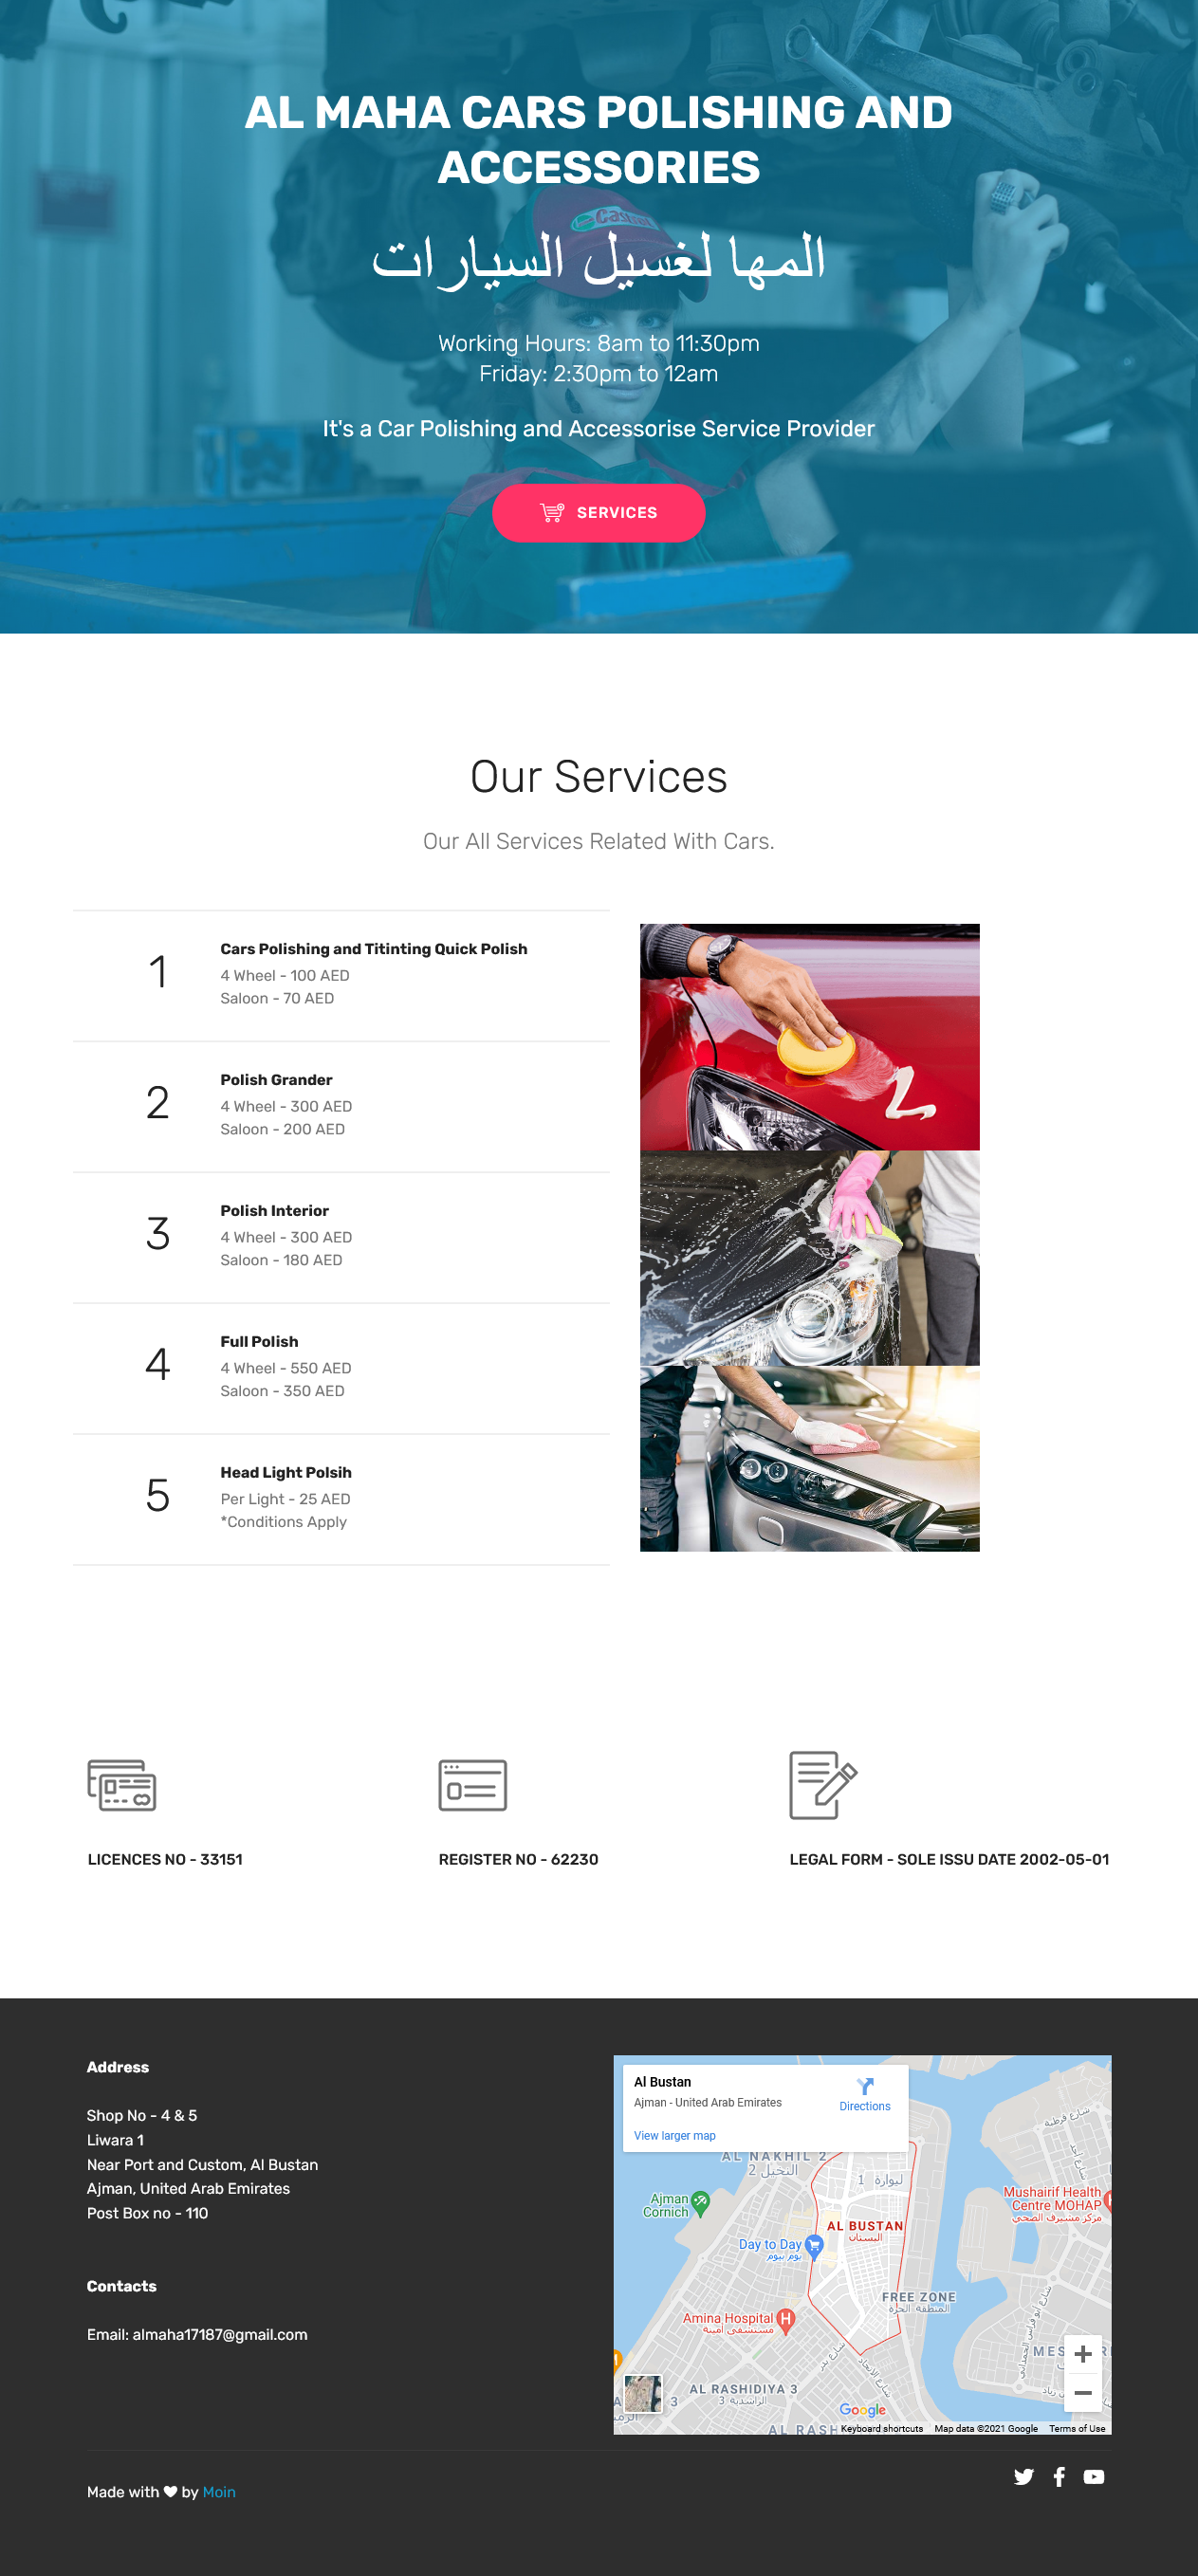 AL MAHA CARS POLISHING AND
ACCESSORIES
Castrol
المها لغسيل السيارات
Working Hours: 8am to 11:30pm
Friday: 2:30pm to 12am
It's a Car Polishing and Accessorise Service Provider
SERVICES
Our Services
Our All Services Related With Cars.
1
Cars Polishing and Titinting Quick Polish
4 Wheel - 100 AED
Saloon - 70 AED
2
Polish Grander
4 Wheel - 300 AED
Saloon - 200 AED
3
Polish Interior
4 Wheel - 300 AED
Saloon - 180 AED
4
Full Polish
4 Wheel - 550 AED
Saloon - 350 AED
5
Head Light Polsih
Per Light - 25 AED
*Conditions Apply
LICENCES NO - 33151
REGISTER NO - 62230
LEGAL FORM - SOLE ISSU DATE 2002-05-01
Address
Shop No - 4 & 5
Liwara 1
Near Port and Custom, Al Bustan
Ajman, United Arab Emirates
Post Box no - 110
Contacts
Email: almaha17187@gmail.com
Al Bustan
Ajman - United Arab Emirates
Directions
View larger map
AL NAKHIL 2
النخيل 2
ليوارة 1
شارع قرطبة
Mushairif Health
Centre MOHAP
مركز مشيرف الصحي
Ajman
Cornich
AL BUSTAN
البستان
Day to Day
يوم بيوم
FREE ZONE
المنطقة الحرة
Amina Hospital
مستشفى امينة
شارع الاتحاد
AL RASHIDIYA 3
الراشدية 3
3
Google
AL RASH
Keyboard shortcuts
Map data ©2021 Google
Terms of Use
Made with by Moin